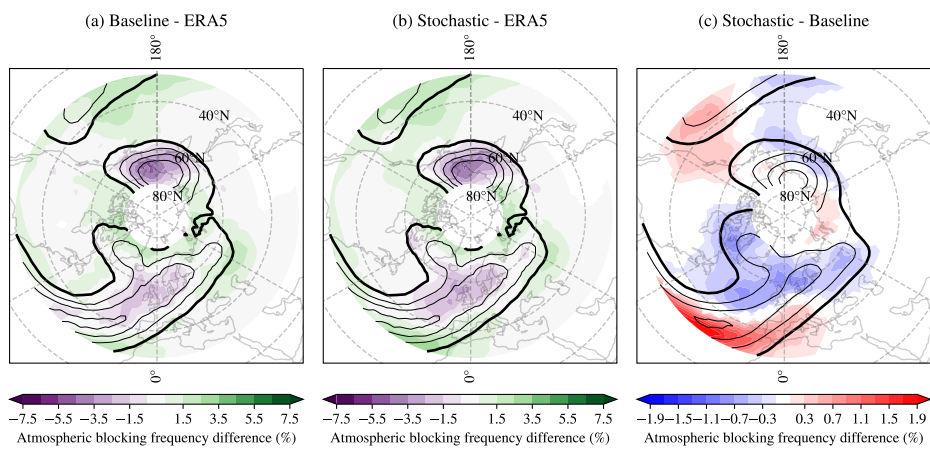 (a) Baseline - ERA5
(b) Stochastic - ERA5
(c) Stochastic - Baseline
180°
180°
180°
40°N
40°N
40°N
60°N
60°N
60°N
80°N
80°N
80°N
0°
0°
0°
−7.5 −5.5 −3.5 −1.5 1.5 3.5 5.5 7.5
−7.5 −5.5 −3.5 −1.5 1.5 3.5 5.5 7.5
−1.9−1.5−1.1−0.7−0.3 0.3 0.7 1.1 1.5 1.9
Atmospheric blocking frequency difference (%)
Atmospheric blocking frequency difference (%)
Atmospheric blocking frequency difference (%)